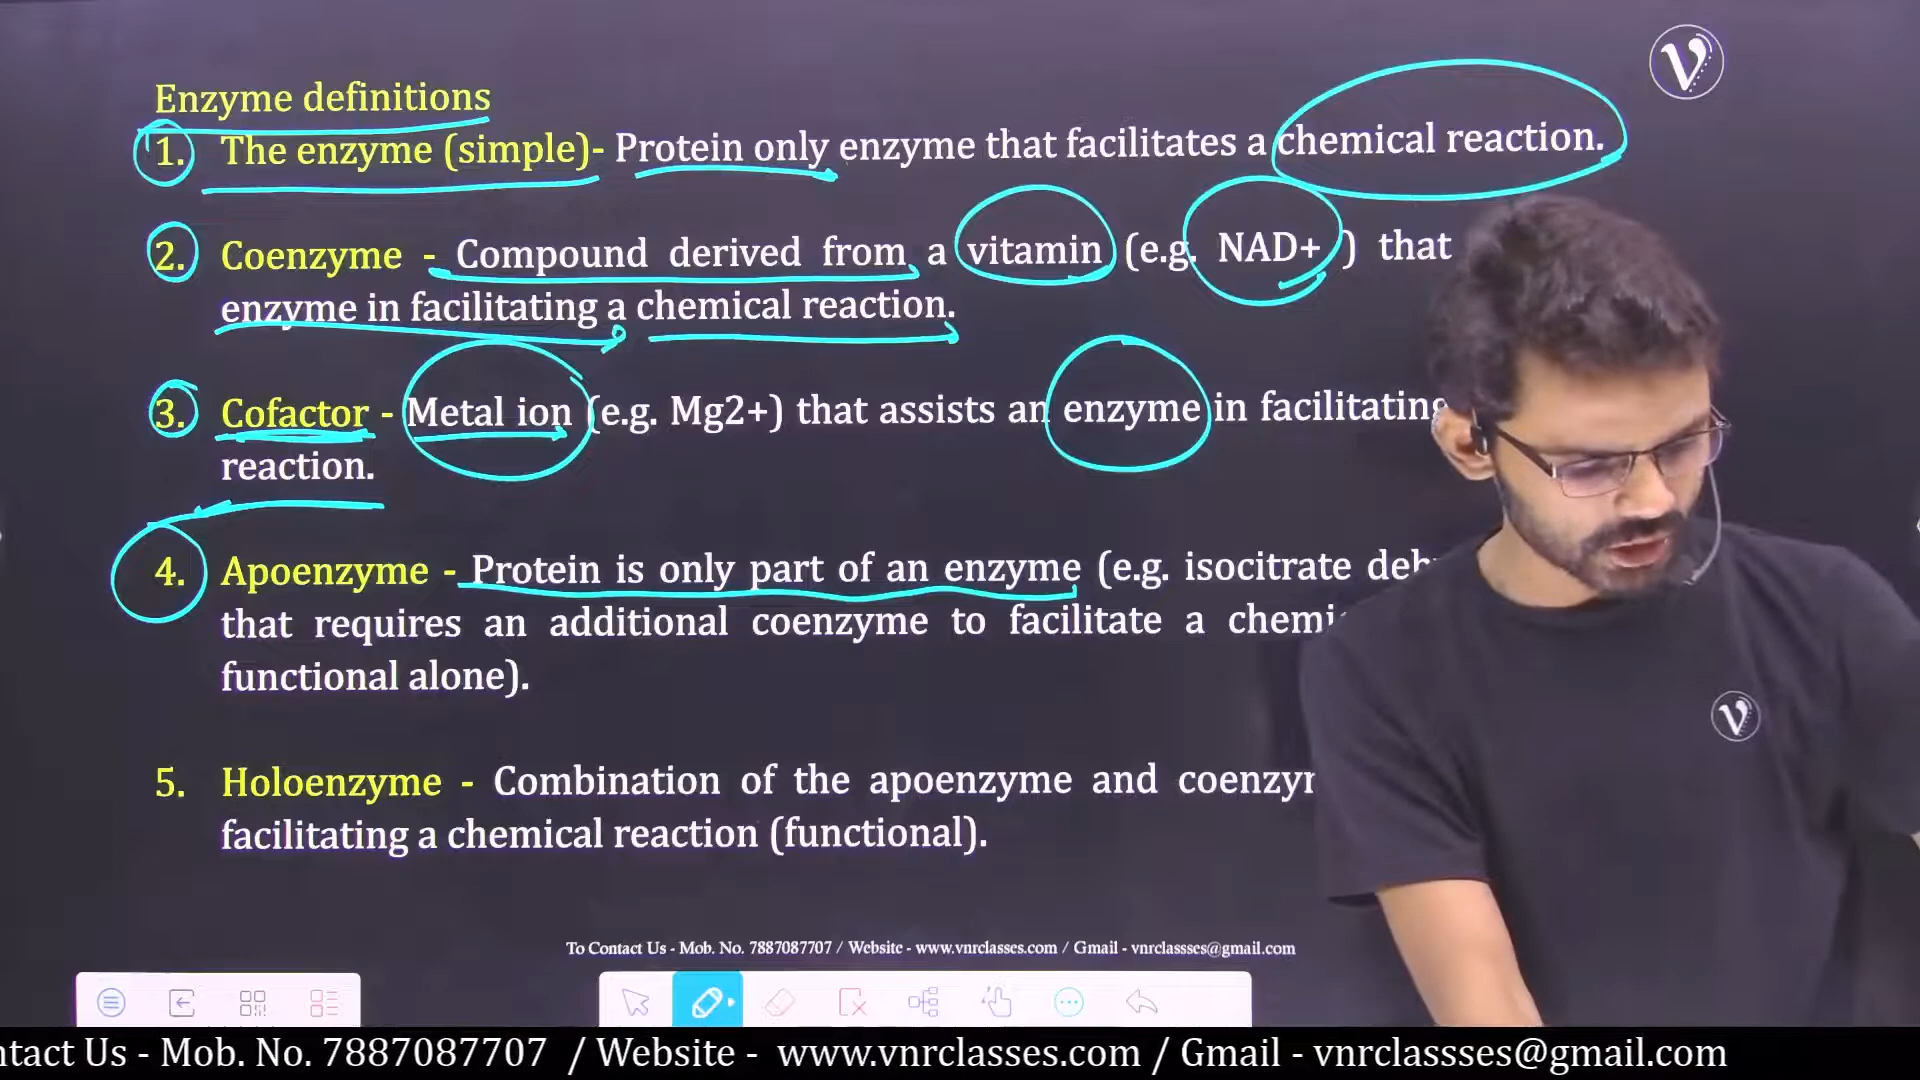 Enzyme definitions
1. The enzyme (simple)- Protein only enzyme that facilitates a chemical reaction.
2. Coenzyme - Compound derived from a vitamin (e.g. NAD+ ) that
enzyme in facilitating a chemical reaction.
3. Cofactor - Metal ion (e.g. Mg2+) that assists an enzyme in facilitating
reaction.
4. Apoenzyme - Protein is only part of an enzyme (e.g. isocitrate
that requires an additional coenzyme to facilitate a
functional alone).
5. Holoenzyme - Combination of the apoenzyme and
facilitating a chemical reaction (functional).
To Contact Us - Mob. No. 7887087707 / Website - www.vnrclasses.com / Gmail - vnrclassses@gmail.com
ntact Us - Mob. No. 7887087707 / Website - www.vnrclasses.com / Gmail - vnrclasssses@gmail.com